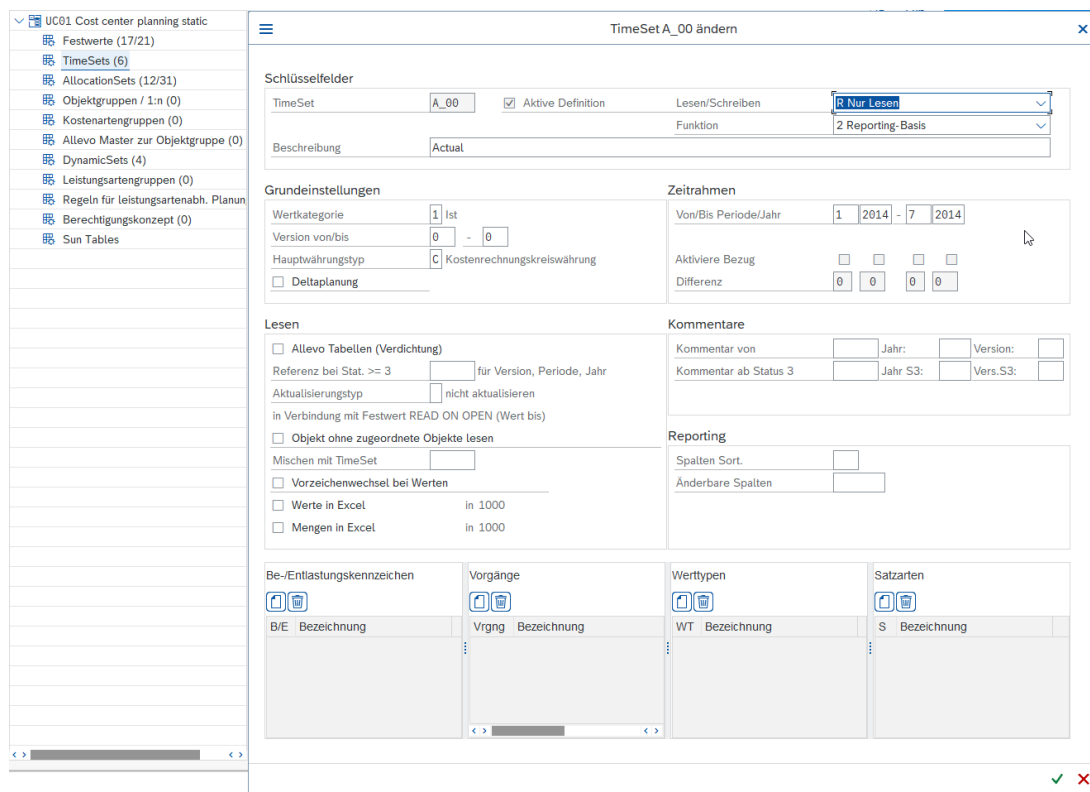 UC01 Cost center planning static
Festwerte (17/21)
TimeSets (6)
AllocationSets (12/31)
Objektgruppen / 1:n (0)
Kostenartengruppen (0)
Allevo Master zur Objektgruppe (0)
DynamicSets (4)
Leistungsartengruppen (0)
Regeln für leistungsartenabh. Planun
Berechtigungskonzept (0)
Sun Tables
TimeSet A_00 ändern
Schlüsselfelder
TimeSet A_00 Aktive Definition Lesen/Schreiben R Nur Lesen
Funktion 2 Reporting-Basis
Beschreibung Actual
Grundeinstellungen
Wertkategorie 1 Ist
Version von/bis 0 - 0
Hauptwährungstyp C Kostenrechnungskreiswährung
Deltaplanung
Zeitrahmen
Von/Bis Periode/Jahr 1 2014 - 7 2014
Aktiviere Bezug
Differenz 0 0 0 0
Lesen
Allevo Tabellen (Verdichtung)
Referenz bei Stat. >= 3 für Version, Periode, Jahr
Aktualisierungstyp nicht aktualisieren
in Verbindung mit Festwert READ ON OPEN (Wert bis)
Objekt ohne zugeordnete Objekte lesen
Mischen mit TimeSet
Vorzeichenwechsel bei Werten
Werte in Excel in 1000
Mengen in Excel in 1000
Kommentare
Kommentar von Jahr: Version:
Kommentar ab Status 3 Jahr S3: Vers.S3:
Reporting
Spalten Sort.
Änderbare Spalten
Be-/Entlastungskennzeichen
B/E Bezeichnung
Vorgänge
Vrgng Bezeichnung
Werttypen
WT Bezeichnung
Satzarten
S Bezeichnung